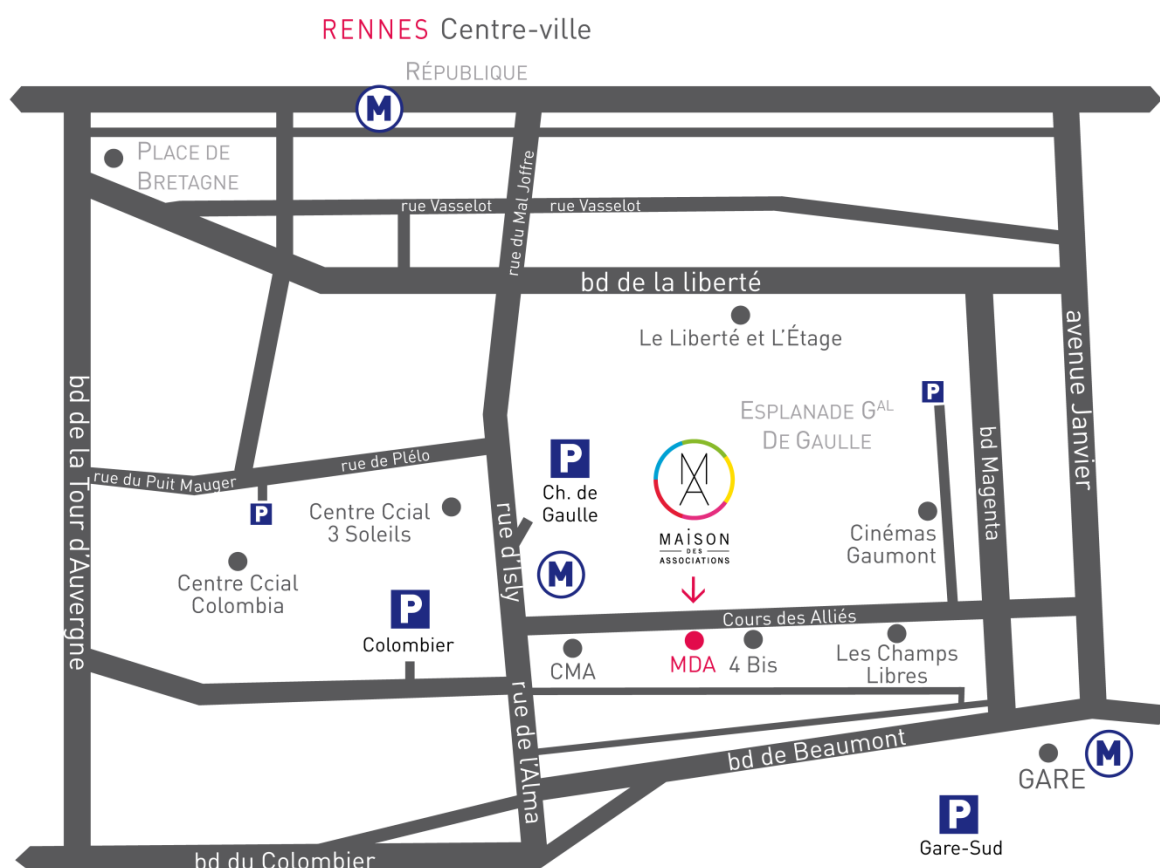 RENNES Centre-ville
RÉPUBLIQUE
M
PLACE DE
BRETAGNE
rue du Mal Joffre
rue Vasselot
rue Vasselot
bd de la liberté
Le Liberté et L'Étage
bd de la Tour d'Auvergne
avenue Janvier
P
ESPLANADE GAL
DE GAULLE
bd Magenta
rue de Plélo
rue du Puit Mauger
P
P
Ch. de
Gaulle
MA
MAiSON
DES
ASSOCIATIONS
Centre Ccial
3 Soleils
rue d'Isly
Cinémas
Gaumont
Centre Ccial
Colombia
M
P
Colombier
Cours des Alliés
CMA
MDA
4 Bis
Les Champs
Libres
rue de l'Alma
bd de Beaumont
GARE
M
P
Gare-Sud
bd du Colombier